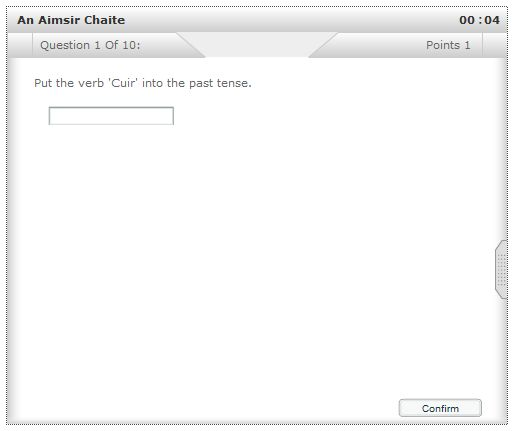 An Aimsir Chaite 00:04
Question 1 Of 10: Points 1
Put the verb 'Cuir' into the past tense.
Confirm